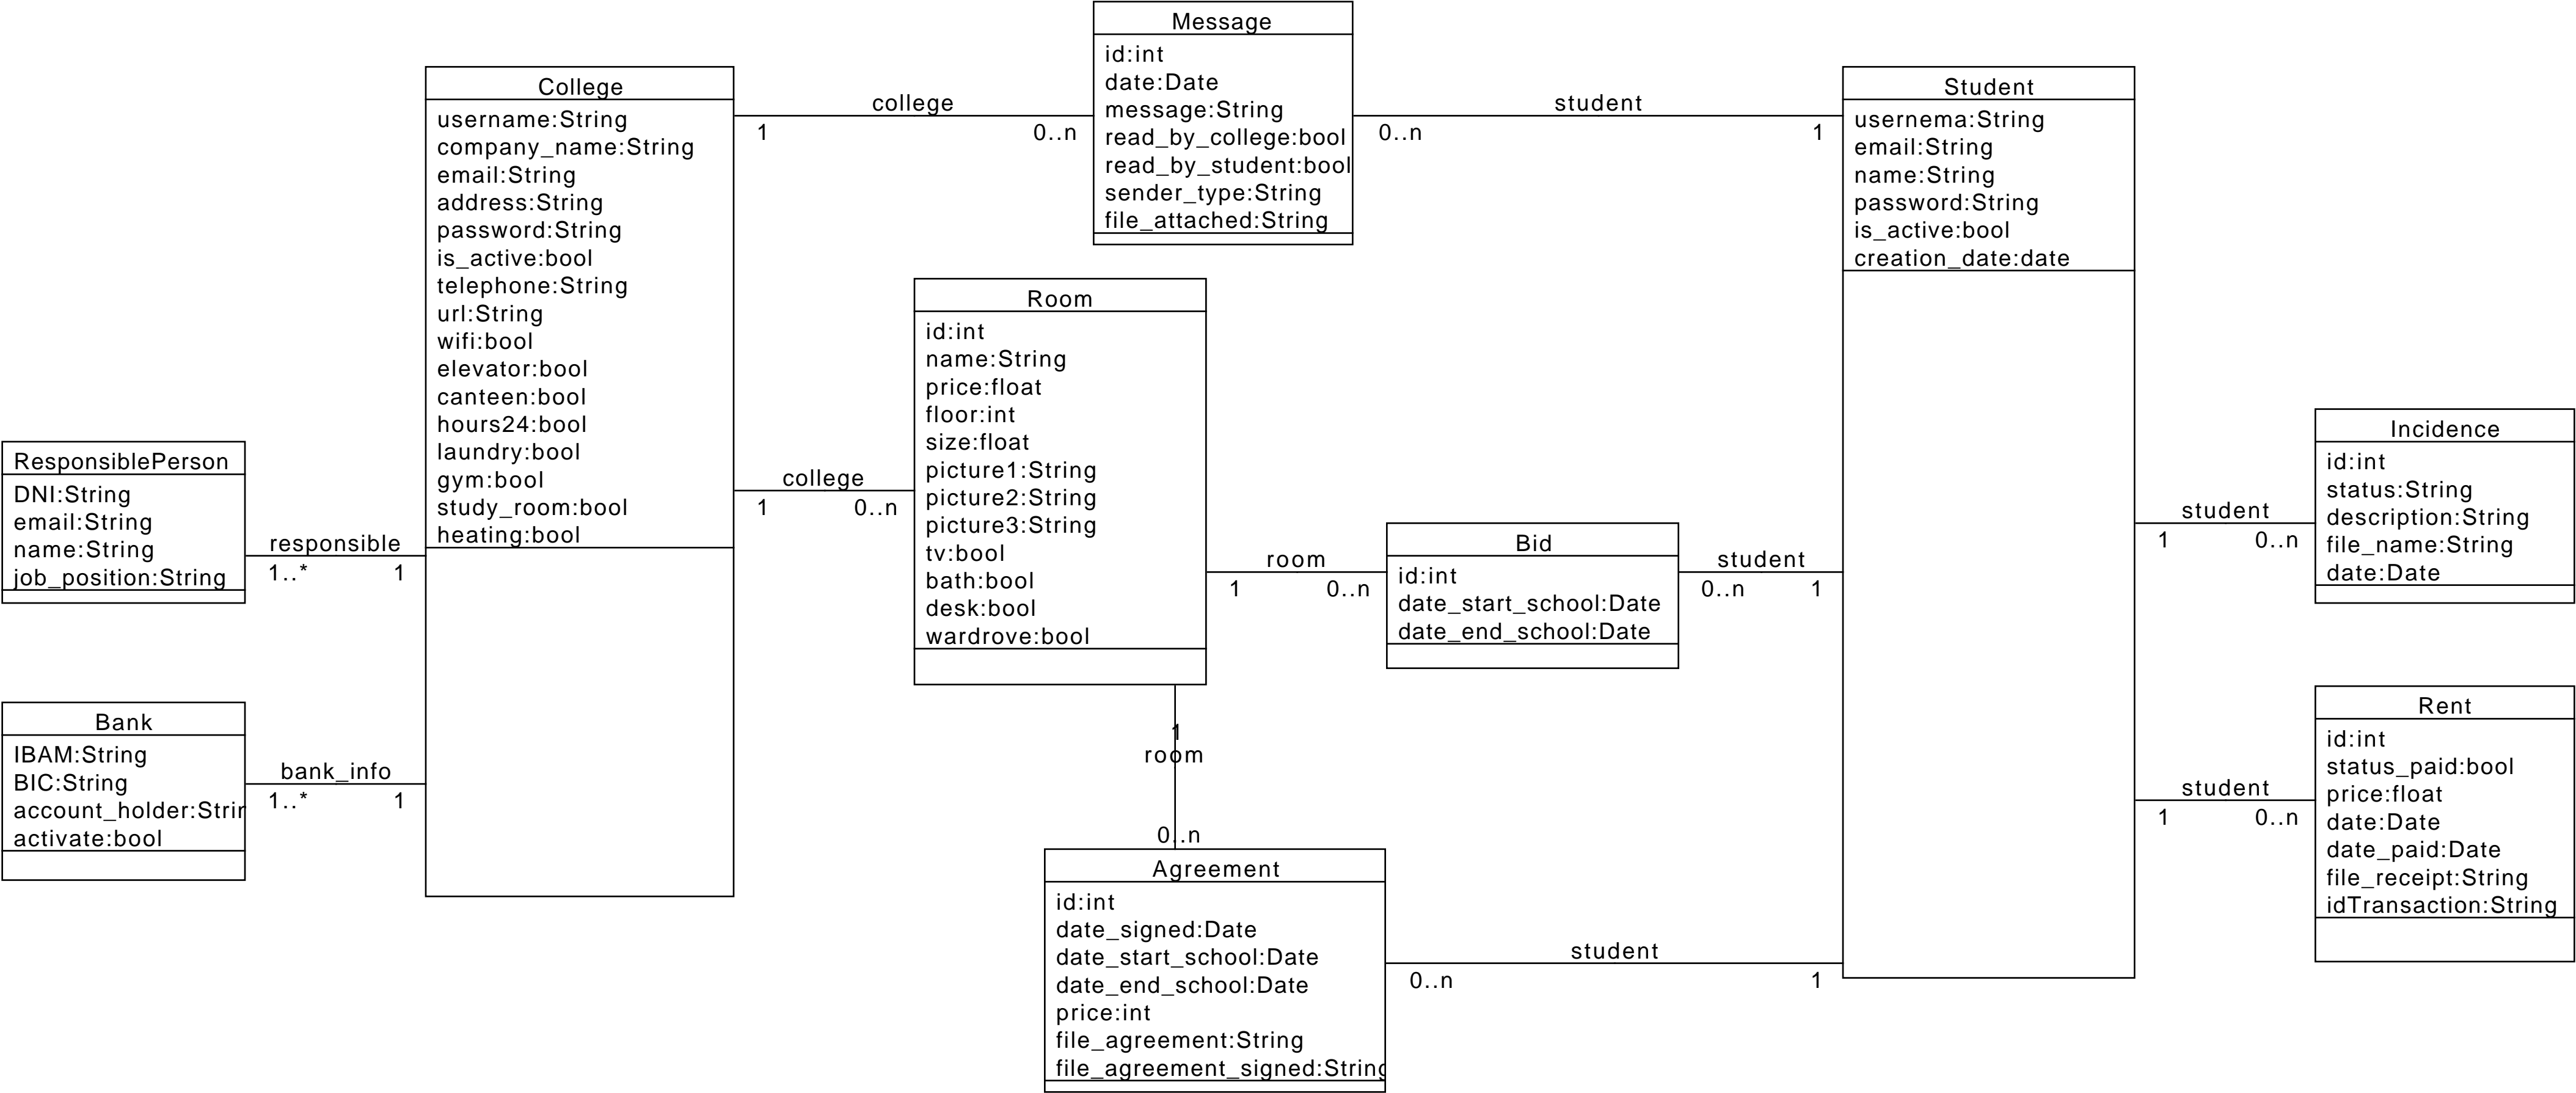 Message
id:int
date:Date
message:String
read_by_college:bool
read_by_student:bool
sender_type:String
file_attached:String
College
username:String
company_name:String
email:String
address:String
password:String
is_active:bool
telephone:String
url:String
wifi:bool
elevator:bool
canteen:bool
hours24:bool
laundry:bool
gym:bool
study_room:bool
heating:bool
college
1
0..n
student
0..n
1
Student
usernema:String
email:String
name:String
password:String
is_active:bool
creation_date:date
Room
id:int
name:String
price:float
floor:int
size:float
picture1:String
picture2:String
picture3:String
tv:bool
bath:bool
desk:bool
wardrove:bool
college
1
0..n
ResponsiblePerson
DNI:String
email:String
name:String
job_position:String
responsible
1..*
1
Bid
id:int
date_start_school:Date
date_end_school:Date
room
1
0..n
student
0..n
1
Incidence
id:int
status:String
description:String
file_name:String
date:Date
student
1
0..n
Bank
IBAM:String
BIC:String
account_holder:Strir
activate:bool
bank_info
1..*
1
1
room
0..n
Rent
id:int
status_paid:bool
price:float
date:Date
date_paid:Date
file_receipt:String
idTransaction:String
student
1
0..n
Agreement
id:int
date_signed:Date
date_start_school:Date
date_end_school:Date
price:int
file_agreement:String
file_agreement_signed:String
student
0..n
1